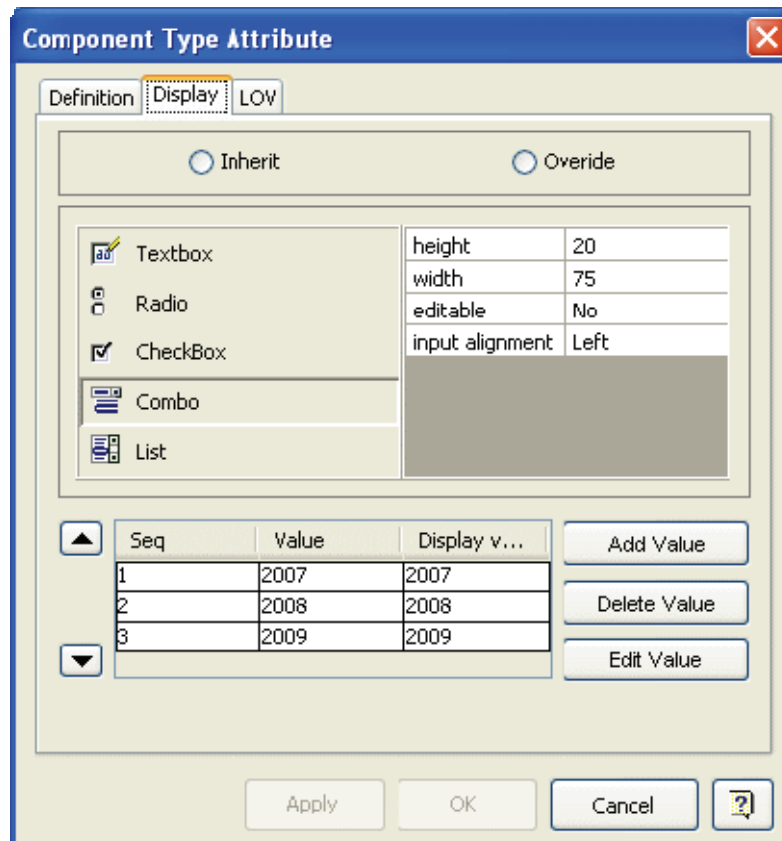 Component Type Attribute
Definition Display LOV
Inherit Overide
Textbox
Radio
CheckBox
Combo
List
height 20
width 75
editable No
input alignment Left
Seq Value Display v...
1 2007 2007
2 2008 2008
3 2009 2009
Add Value
Delete Value
Edit Value
Apply OK Cancel ?